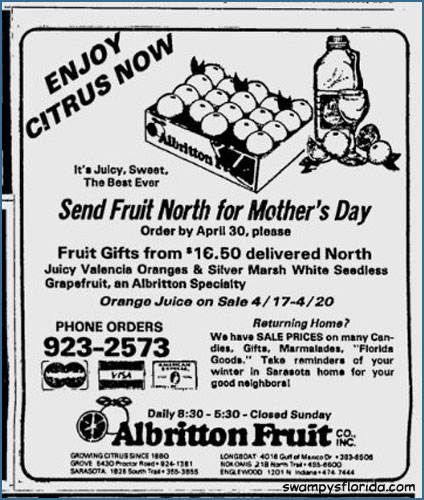 ENJOY
CITRUS NOW
Albritton
It's Juicy, Sweet,
The Best Ever
Send Fruit North for Mother's Day
Order by April 30, please
Fruit Gifts from $16.50 delivered North
Juicy Valencia Oranges & Silver Marsh White Seedless
Grapefruit, an Albritton Specialty
Orange Juice on Sale 4/17-4/20
PHONE ORDERS
923-2573
VISA
AMERICAN
EXPRESS
Returning Home?
We have SALE PRICES on many Can-
dies, Gifts, Marmalades, "Florida
Goods." Take reminders of your
winter in Sarasota home for your
good neighbors!
Daily 8:30 - 5:30 - Closed Sunday
Albritton Fruit CO., INC.
GROWING CITRUS SINCE 1880
GROVE 5430 Proctor Road • 924-1381
SARASOTA, 1825 South Trail • 355-3855
LONGBOAT 4016 Gulf of Mexico Dr • 383-6506
NOKOMIS 218 North Trail • 485-6600
ENGLEWOOD 1201 N Indiana • 474-7444
swampysflorida.com